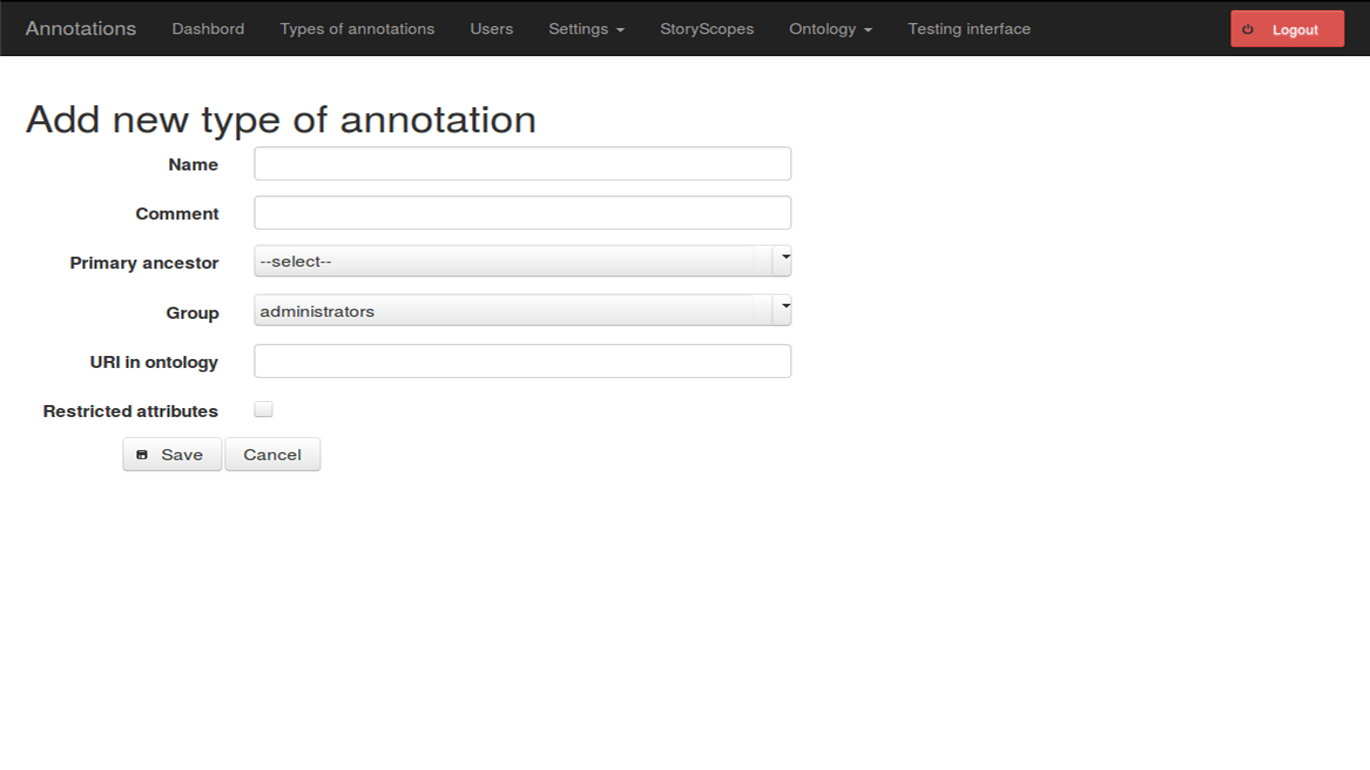 Annotations Dashbord Types of annotations Users Settings StoryScopes Ontology Testing interface Logout
Add new type of annotation
Name
Comment
Primary ancestor --select--
Group administrators
URI in ontology
Restricted attributes
Save Cancel